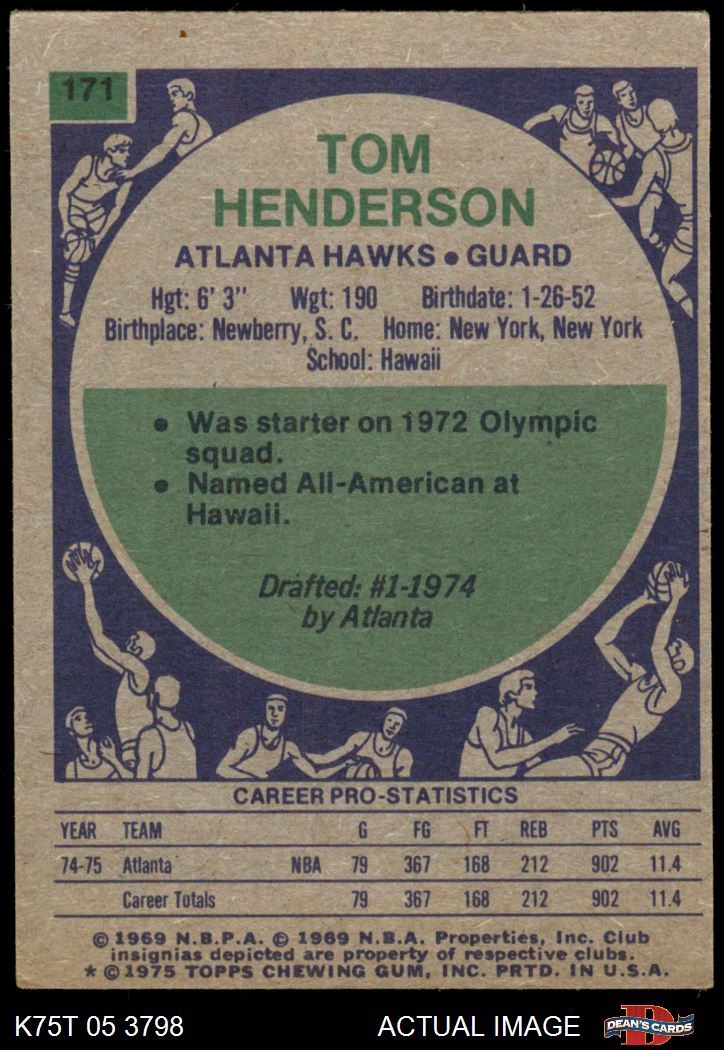 171
TOM
HENDERSON
ATLANTA HAWKS • GUARD
Hgt: 6' 3" Wgt: 190 Birthdate: 1-26-52
Birthplace: Newberry, S. C. Home: New York, New York
School: Hawaii
• Was starter on 1972 Olympic
squad.
• Named All-American at
Hawaii.
Drafted: #1-1974
by Atlanta
CAREER PRO-STATISTICS
YEAR TEAM G FG FT REB PTS AVG
74-75 Atlanta NBA 79 367 168 212 902 11.4
Career Totals 79 367 168 212 902 11.4
© 1969 N.B.P.A. © 1969 N.B.A. Properties, Inc. Club
insignias depicted are property of respective clubs.
* © 1975 TOPPS CHEWING GUM, INC. PRTD. IN U.S.A.
K75T 05 3798 ACTUAL IMAGE D DEAN'S CARDS